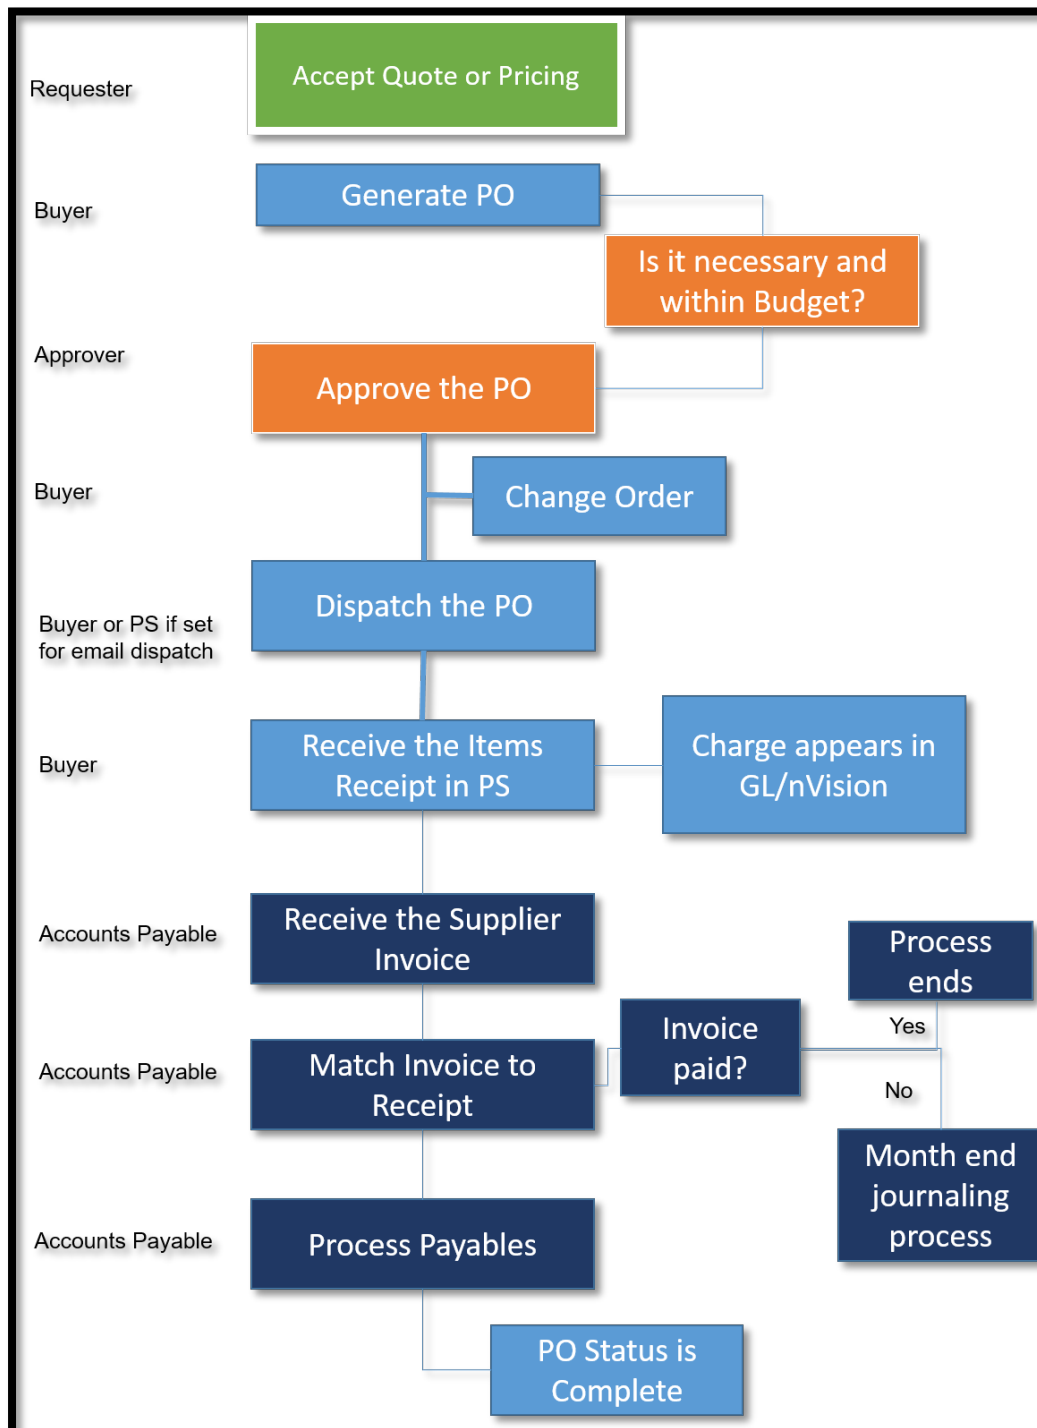 Requester
Accept Quote or Pricing
Buyer
Generate PO
Is it necessary and
within Budget?
Approver
Approve the PO
Buyer
Change Order
Buyer or PS if set
for email dispatch
Dispatch the PO
Buyer
Receive the Items
Receipt in PS
Charge appears in
GL/nVision
Accounts Payable
Receive the Supplier
Invoice
Process
ends
Accounts Payable
Match Invoice to
Receipt
Invoice
paid?
Yes
No
Month end
journaling
process
Accounts Payable
Process Payables
PO Status is
Complete